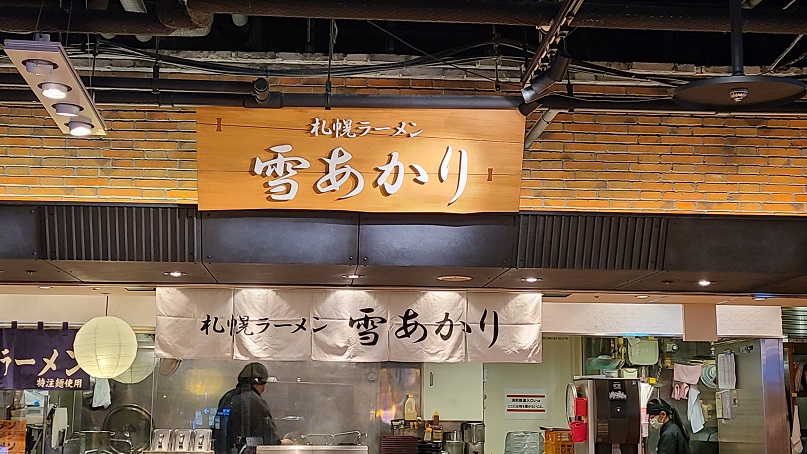 札幌ラーメン
雪あかり
札幌ラーメン 雪あかり
ラーメン
特注麺使用